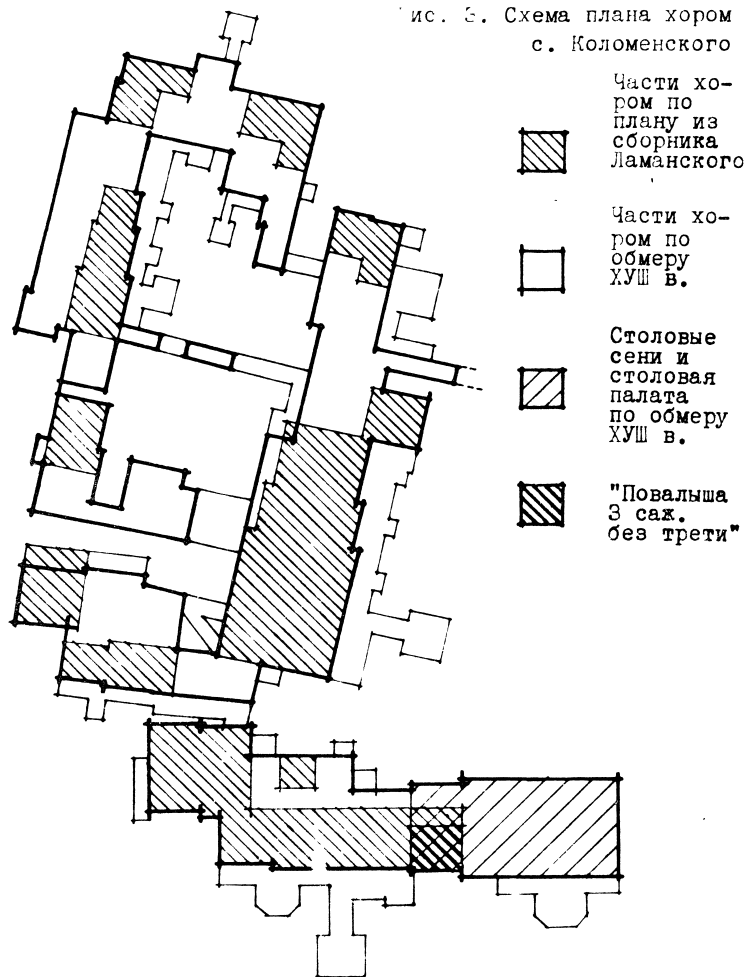 ис. 3. Схема плана хором
с. Коломенского
Части хо-
ром по
плану из
сборника
Ламанского
Части хо-
ром по
обмеру
ХУШ в.
Столовые
сени и
столовая
палата
по обмеру
ХУШ в.
"Повалыша
3 саж.
без трети"